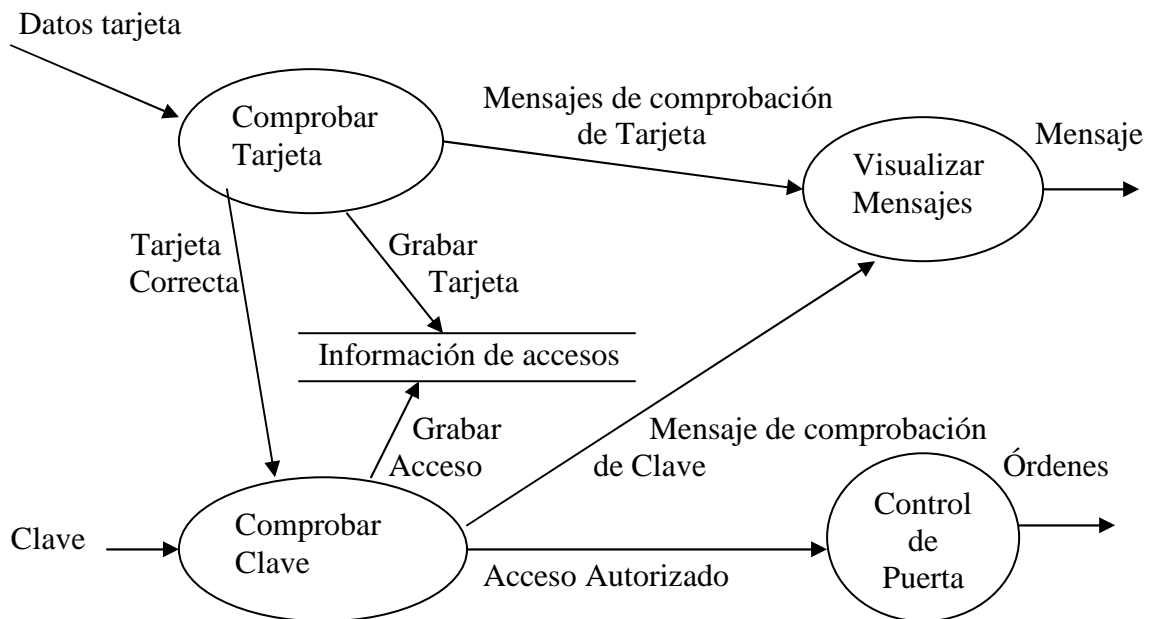 Datos tarjeta
Comprobar
Tarjeta
Mensajes de comprobación
de Tarjeta
Visualizar
Mensajes
Mensaje
Tarjeta
Correcta
Grabar
Tarjeta
Información de accesos
Grabar
Acceso
Mensaje de comprobación
de Clave
Clave
Comprobar
Clave
Acceso Autorizado
Control
de
Puerta
Órdenes